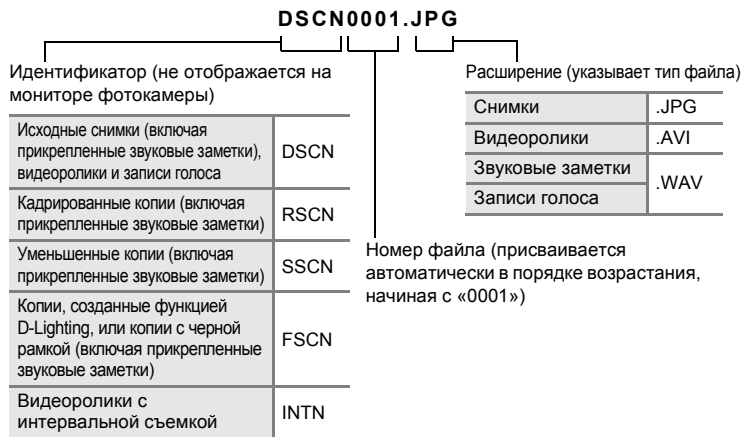 DSCN0001.JPG
Идентификатор (не отображается на
мониторе фотокамеры)
Исходные снимки (включая
прикрепленные звуковые заметки),
видеоролики и записи голоса
DSCN
Кадрированные копии (включая
прикрепленные звуковые заметки)
RSCN
Уменьшенные копии (включая
прикрепленные звуковые заметки)
SSCN
Копии, созданные функцией
D-Lighting, или копии с черной
рамкой (включая прикрепленные
звуковые заметки)
FSCN
Видеоролики с
интервальной съемкой
INTN
Расширение (указывает тип файла)
Снимки
.JPG
Видеоролики
.AVI
Звуковые заметки
Записи голоса
.WAV
Номер файла (присваивается
автоматически в порядке возрастания,
начиная с «0001»)